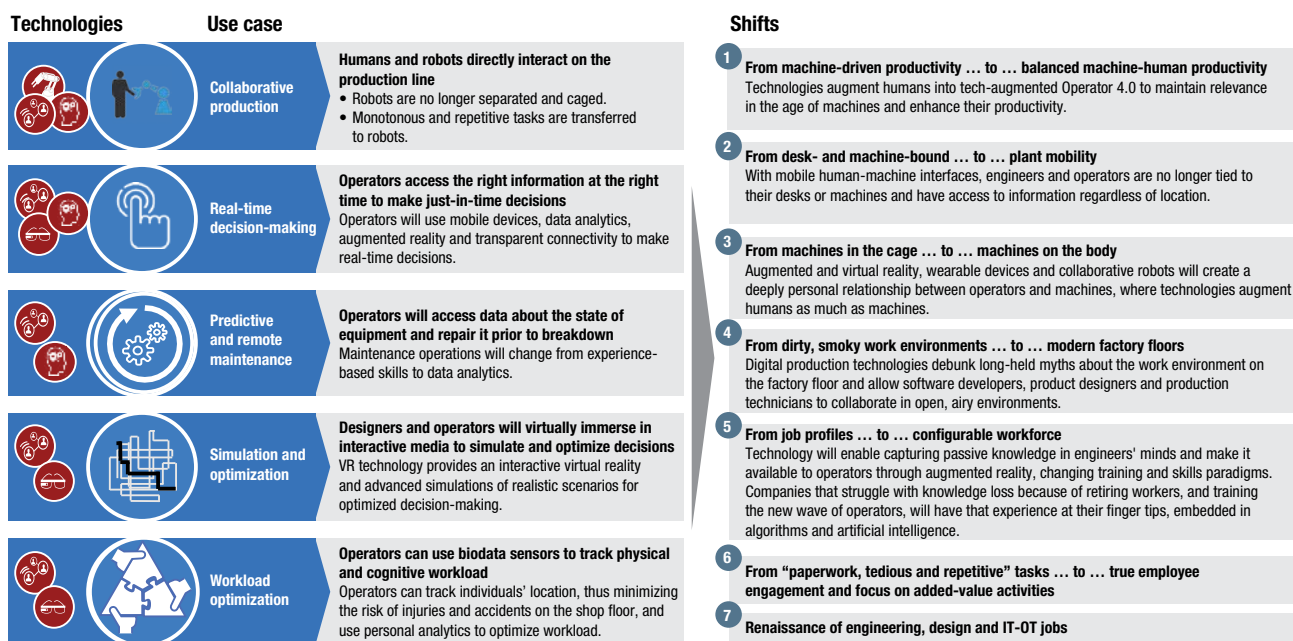 Technologies
Use case
Collaborative
production
Humans and robots directly interact on the
production line
• Robots are no longer separated and caged.
• Monotonous and repetitive tasks are transferred
to robots.
Real-time
decision-making
Operators access the right information at the right
time to make just-in-time decisions
Operators will use mobile devices, data analytics,
augmented reality and transparent connectivity to make
real-time decisions.
Predictive
and remote
maintenance
Operators will access data about the state of
equipment and repair it prior to breakdown
Maintenance operations will change from experience-
based skills to data analytics.
Simulation and
optimization
Designers and operators will virtually immerse in
interactive media to simulate and optimize decisions
VR technology provides an interactive virtual reality
and advanced simulations of realistic scenarios for
optimized decision-making.
Workload
optimization
Operators can use biodata sensors to track physical
and cognitive workload
Operators can track individuals’ location, thus minimizing
the risk of injuries and accidents on the shop floor, and
use personal analytics to optimize workload.
Shifts
1
From machine-driven productivity … to … balanced machine-human productivity
Technologies augment humans into tech-augmented Operator 4.0 to maintain relevance
in the age of machines and enhance their productivity.
2
From desk- and machine-bound … to … plant mobility
With mobile human-machine interfaces, engineers and operators are no longer tied to
their desks or machines and have access to information regardless of location.
3
From machines in the cage … to … machines on the body
Augmented and virtual reality, wearable devices and collaborative robots will create a
deeply personal relationship between operators and machines, where technologies augment
humans as much as machines.
4
From dirty, smoky work environments … to … modern factory floors
Digital production technologies debunk long-held myths about the work environment on
the factory floor and allow software developers, product designers and production
technicians to collaborate in open, airy environments.
5
From job profiles … to … configurable workforce
Technology will enable capturing passive knowledge in engineers' minds and make it
available to operators through augmented reality, changing training and skills paradigms.
Companies that struggle with knowledge loss because of retiring workers, and training
the new wave of operators, will have that experience at their finger tips, embedded in
algorithms and artificial intelligence.
6
From “paperwork, tedious and repetitive” tasks … to … true employee
engagement and focus on added-value activities
7
Renaissance of engineering, design and IT-OT jobs